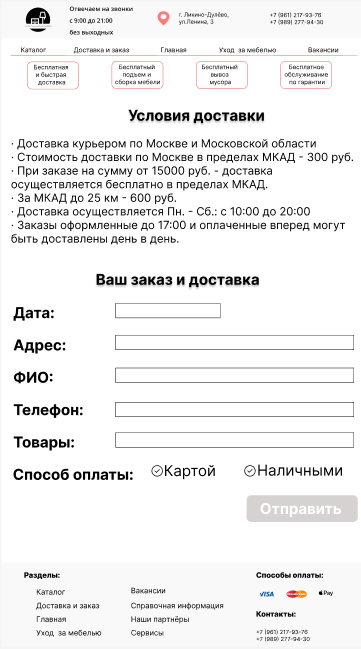 Отвечаем на звонки
с 9:00 до 21:00
без выходных
г. Ликино-Дулёво,
ул.Ленина, 3
+7 (961) 217-93-76
+7 (989) 277-94-30
Каталог Доставка и заказ Главная Уход за мебелью Вакансии
Бесплатная
и быстрая
доставка
Бесплатный
подъем и
сборка мебели
Бесплатный
вывоз
мусора
Бесплатное
обслуживание
по гарантии
Условия доставки
· Доставка курьером по Москве и Московской области
· Стоимость доставки по Москве в пределах МКАД - 300 руб.
· При заказе на сумму от 15000 руб. - доставка
осуществляется бесплатно в пределах МКАД.
· За МКАД до 25 км - 600 руб.
· Доставка осуществляется Пн. - Сб.: с 10:00 до 20:00
· Заказы оформленные до 17:00 и оплаченные вперед могут
быть доставлены день в день.
Ваш заказ и доставка
Дата:
Адрес:
ФИО:
Телефон:
Товары:
Способ оплаты: Картой Наличными
Отправить
Разделы:
Каталог
Доставка и заказ
Главная
Уход за мебелью
Вакансии
Справочная информация
Наши партнёры
Сервисы
Способы оплаты:
VISA Pay
Контакты:
+7 (961) 217-93-76
+7 (989) 277-94-30